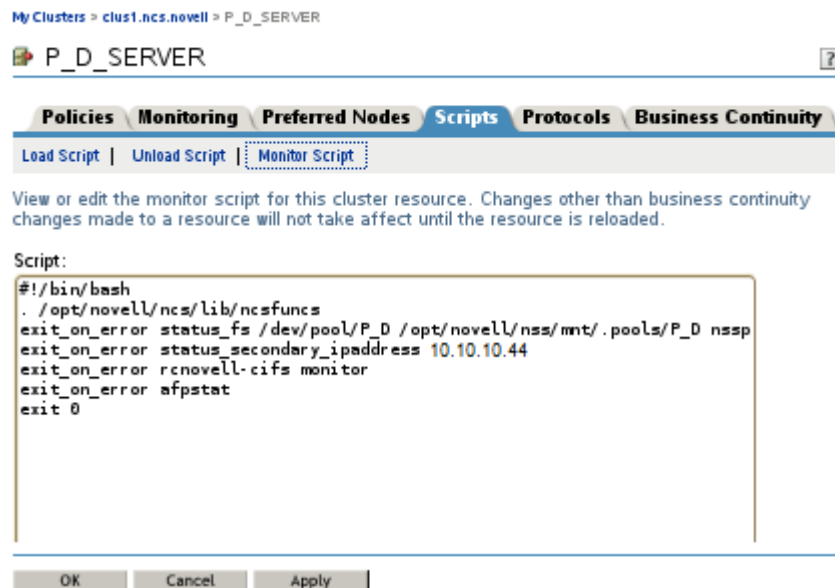 My Clusters > clus1.ncs.novell > P_D_SERVER
P_D_SERVER
?
Policies Monitoring Preferred Nodes Scripts Protocols Business Continuity
Load Script | Unload Script | Monitor Script
View or edit the monitor script for this cluster resource. Changes other than business continuity
changes made to a resource will not take affect until the resource is reloaded.
Script:
#!/bin/bash
. /opt/novell/ncs/lib/ncsfuncs
exit_on_error status_fs /dev/pool/P_D /opt/novell/nss/mnt/.pools/P_D nssp
exit_on_error status_secondary_ipaddress 10.10.10.44
exit_on_error rcnovell-cifs monitor
exit_on_error afpstat
exit 0
OK Cancel Apply